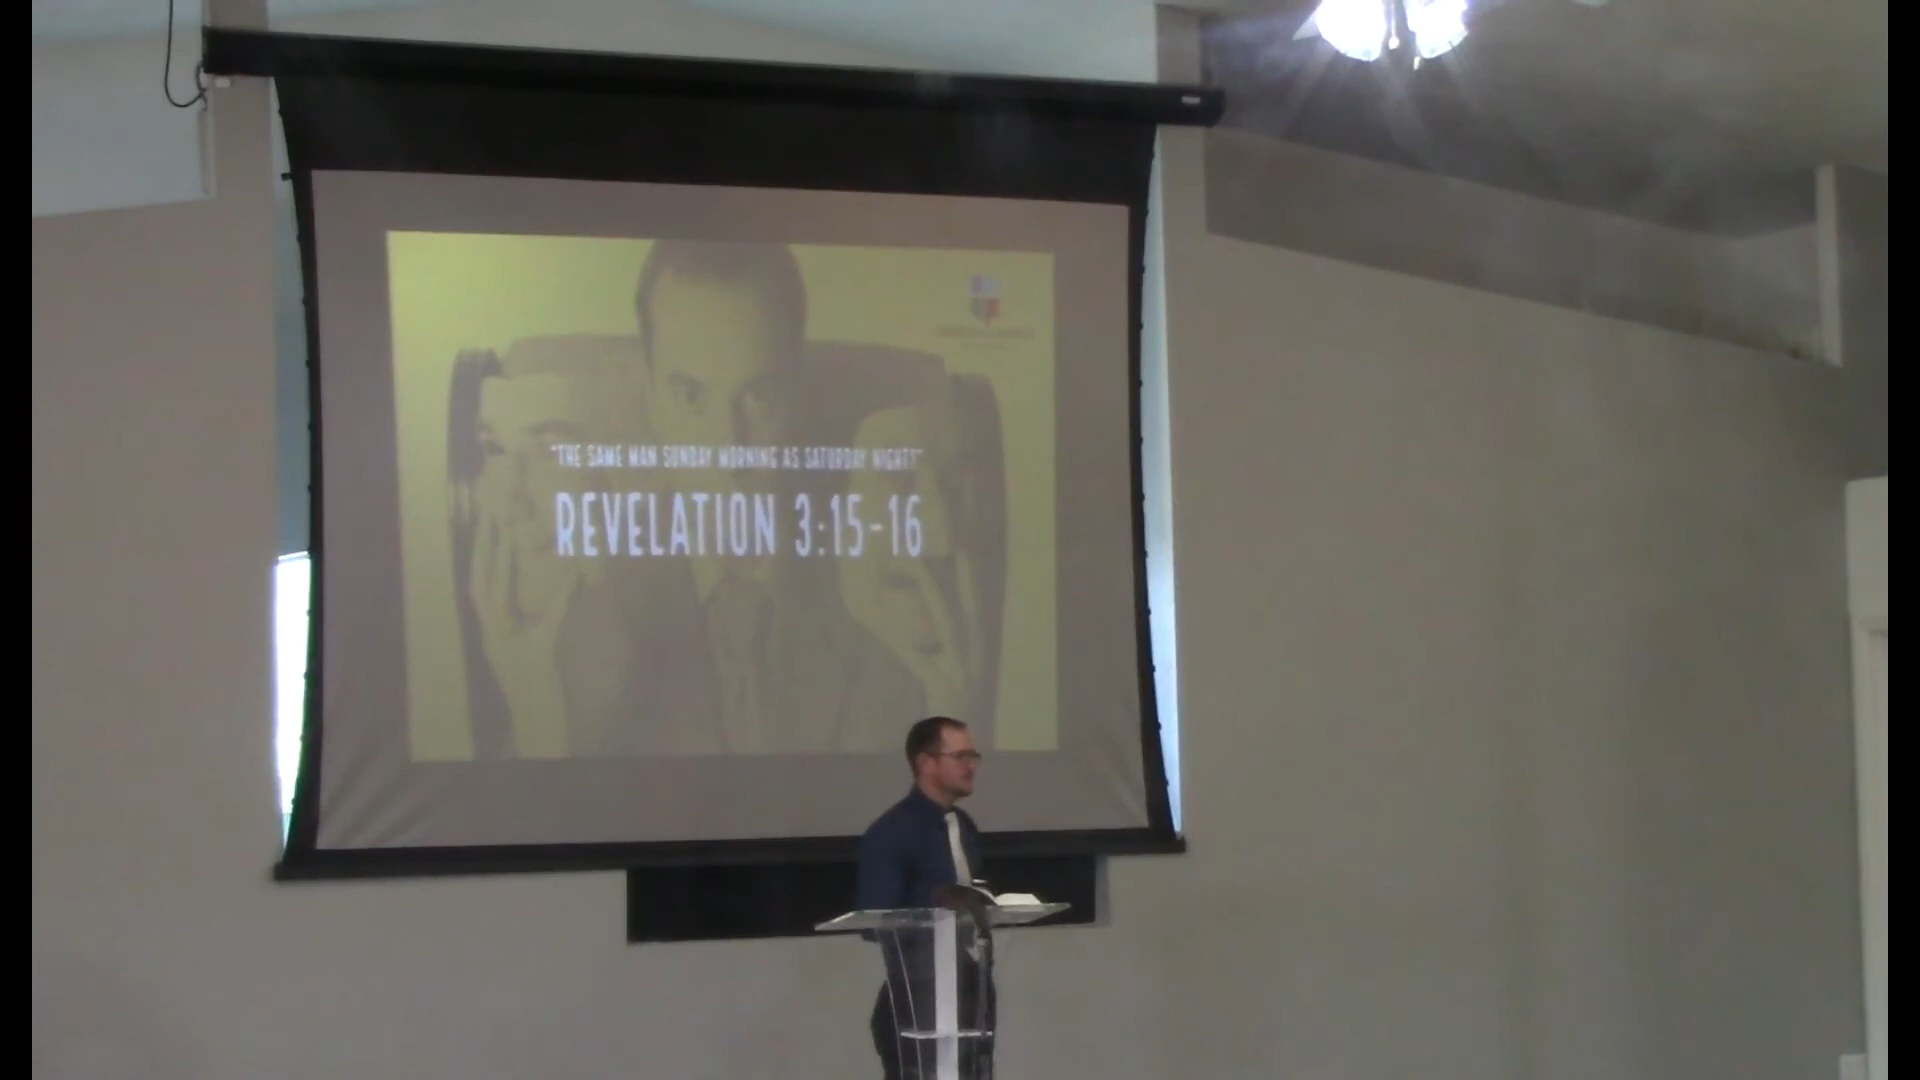 "THE SAME MAN SUNDAY MORNING AS SATURDAY NIGHT?"
REVELATION 3:15-16